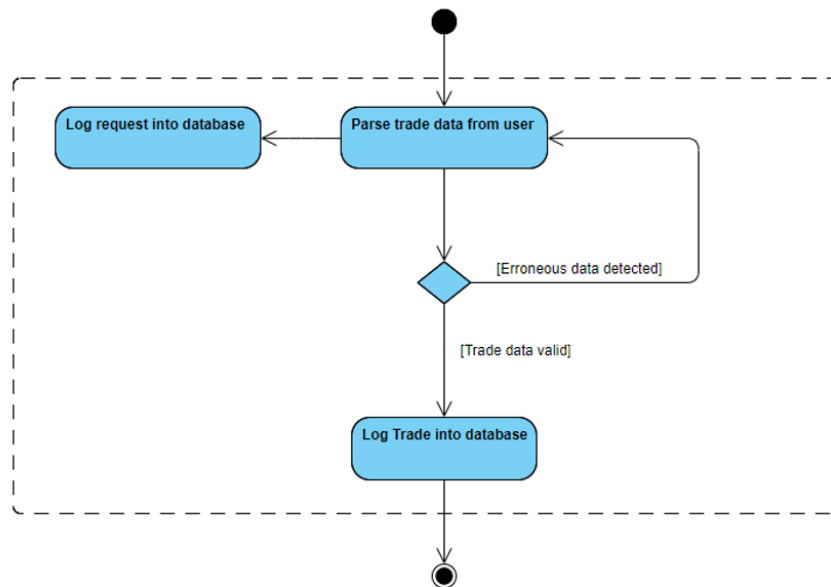 Log request into database
Parse trade data from user
[Erroneous data detected]
[Trade data valid]
Log Trade into database